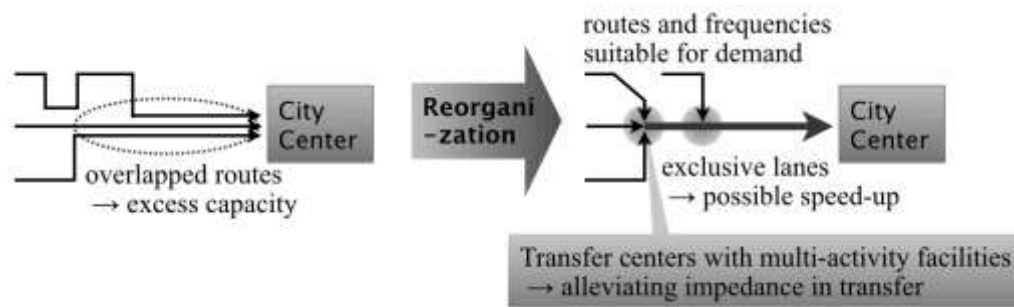 City
Center
overlapped routes
→ excess capacity
Reorgani
-zation
routes and frequencies
suitable for demand
City
Center
exclusive lanes
→ possible speed-up
Transfer centers with multi-activity facilities
→ alleviating impedance in transfer